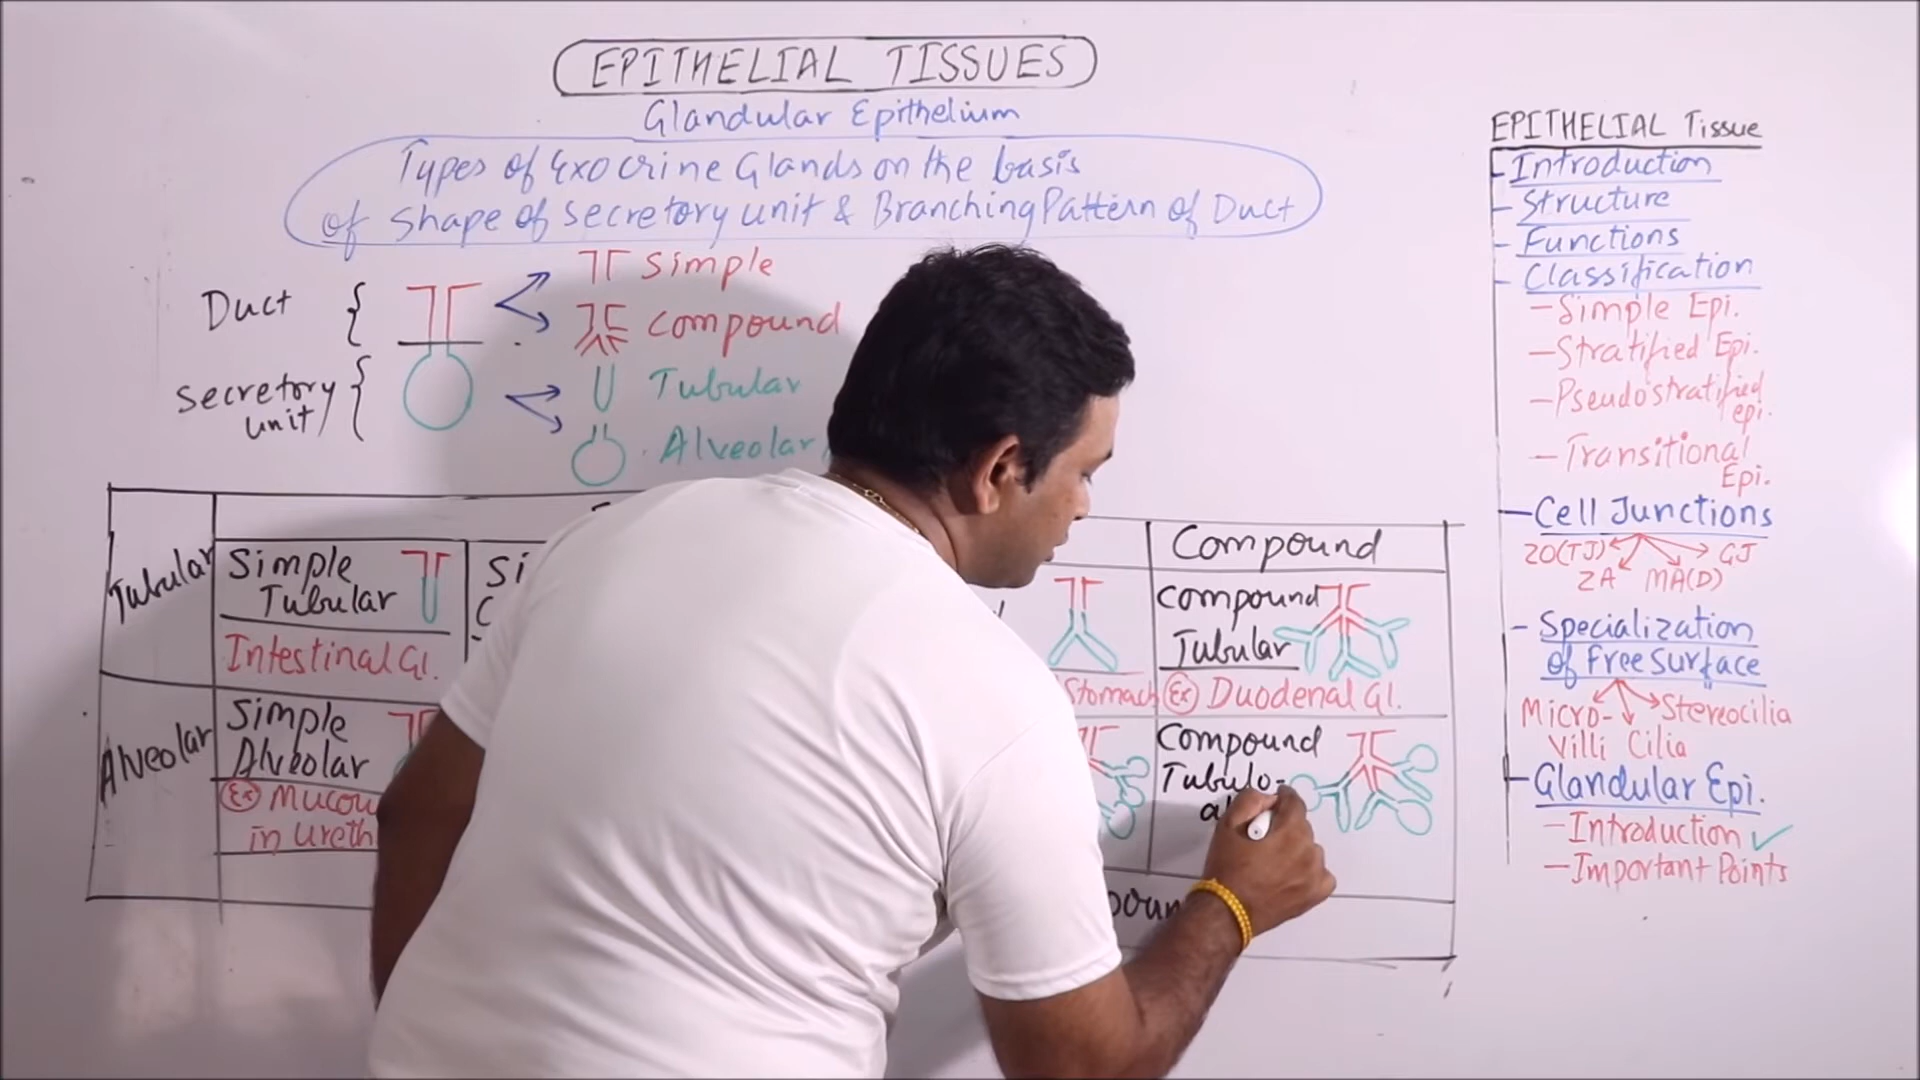 EPITHELIAL TISSUES
Glandular Epithelium
Types of Exocrine Glands on the basis
of Shape of Secretory unit & Branching Pattern of Duct
Duct
Secretory
unit
Simple
Compound
Tubular
Alveolar
Tubular
Simple
Tubular
Intestinal Gl.
Compound
Compound
Tubular
Stomach
Ex Duodenal Gl.
Alveolar
Simple
Alveolar
Ex
in
Compound
Tubulo-
EPITHELIAL Tissue
Introduction
- Structure
- Functions
- Classification
- Simple Epi.
- Stratified Epi.
- Pseudostratified
epi.
- Transitional
Epi.
- Cell Junctions
ZO(TJ) GJ
ZA MA(D)
- Specialization
of Free Surface
Micro- Stereocilia
Villi Cilia
- Glandular Epi.
- Introduction ✓
- Important Points